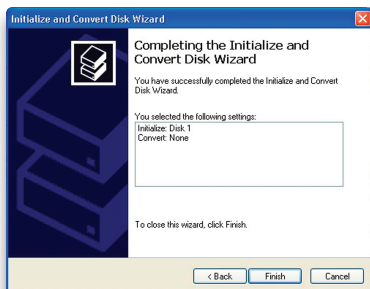 Initialize and Convert Disk Wizard
Completing the Initialize and
Convert Disk Wizard
You have successfully completed the Initialize and Convert
Disk Wizard.
You selected the following settings:
Initialize: Disk 1
Convert: None
To close this wizard, click Finish.
< Back
Finish
Cancel